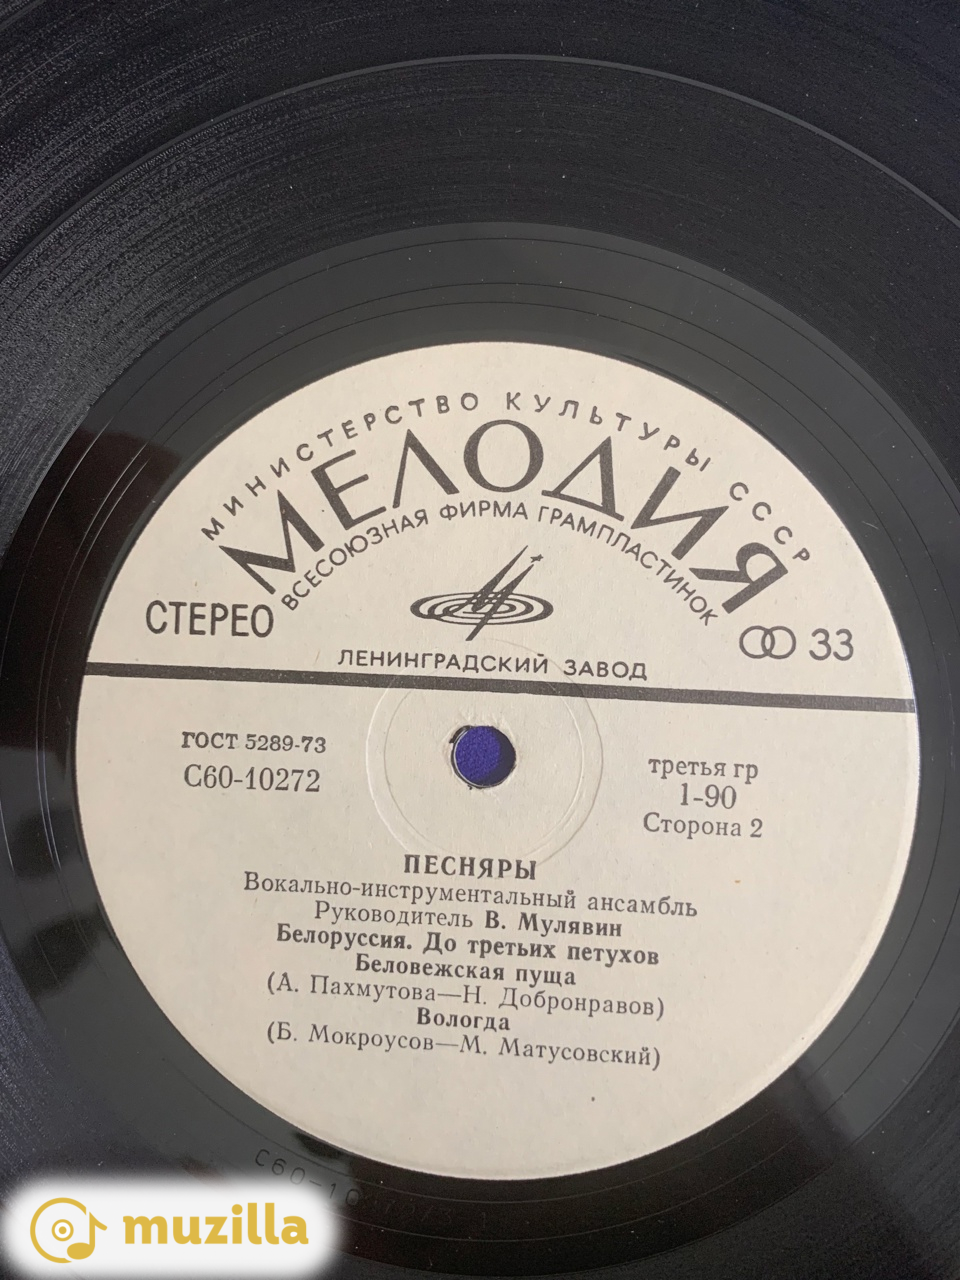 МИНИСТЕРСТВО КУЛЬТУРЫ СССР
МЕЛОДИЯ
ВСЕСОЮЗНАЯ ФИРМА ГРАМПЛАСТИНОК
СТЕРЕО
33
ЛЕНИНГРАДСКИЙ ЗАВОД
ГОСТ 5289-73
С60-10272
третья гр
1-90
Сторона 2
ПЕСНЯРЫ
Вокально-инструментальный ансамбль
Руководитель В. Мулявин
Белоруссия. До третьих петухов
Беловежская пуща
(А. Пахмутова—Н. Добронравов)
Вологда
(Б. Мокроусов—М. Матусовский)
muzilla